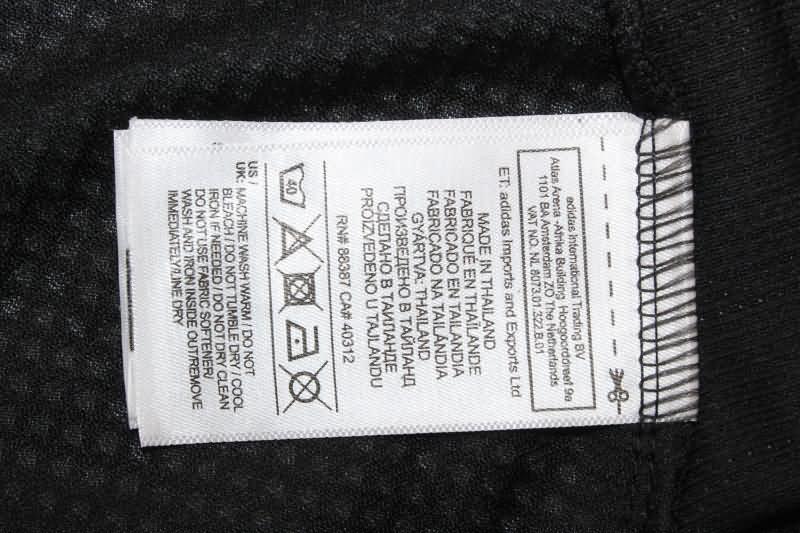 adidas International Trading BV
Atlas Arena -Afrika Building Hoogoorddreef 9a
1101 BA Amsterdam ZO The Netherlands
VAT NO. NL 8073.01.322.B.01
ET: adidas Imports and Exports Ltd
MADE IN THAILAND
FABRIQUÉ EN THAÏLANDE
FABRICADO EN TAILANDIA
FABRICADO NA TAILÂNDIA
GYÁRTVA: THAILAND
ПРОИЗВЕДЕНО В ТАЙЛАНД
СДЕЛАНО В ТАИЛАНДЕ
PROIZVEDENO U TAJLANDU
RN# 88387 CA# 40312
40
US /
UK: MACHINE WASH WARM / DO NOT
BLEACH / DO NOT TUMBLE DRY / COOL
IRON IF NEEDED / DO NOT DRY CLEAN
DO NOT USE FABRIC SOFTENER,
WASH AND IRON INSIDE OUT/REMOVE
IMMEDIATELY/LINE DRY